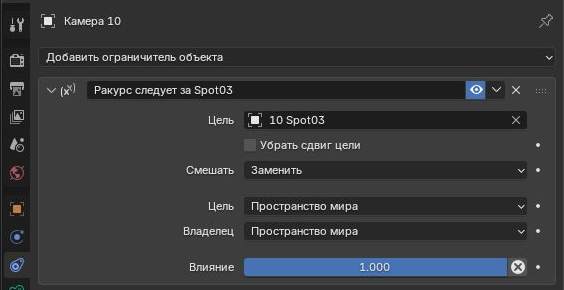 Камера 10
Добавить ограничитель объекта
(x) Ракурс следует за Spot03
Цель 10 Spot03
Убрать сдвиг цели
Смешать Заменить
Цель Пространство мира
Владелец Пространство мира
Влияние 1.000